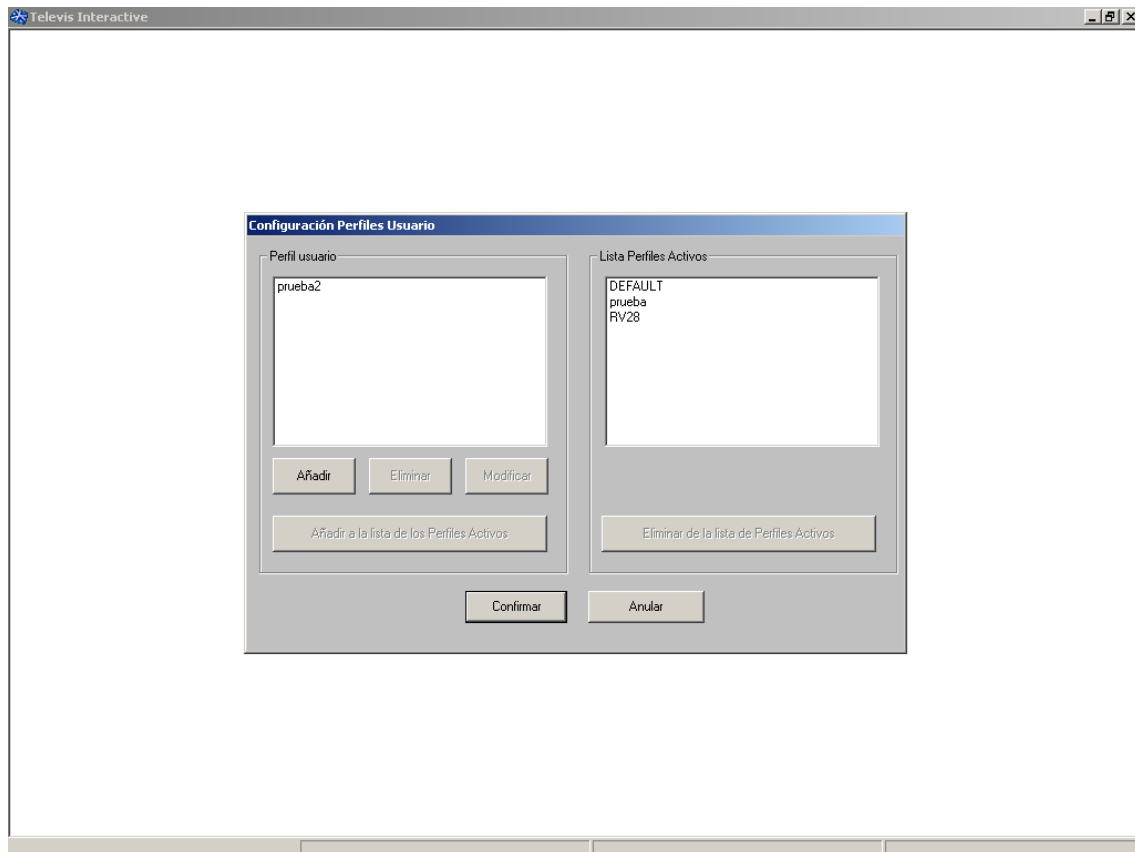 Televis Interactive
Configuración Perfiles Usuario
Perfil usuario
prueba2
Añadir
Eliminar
Modificar
Añadir a la lista de los Perfiles Activos
Lista Perfiles Activos
DEFAULT
prueba
RV28
Eliminar de la lista de Perfiles Activos
Confirmar
Anular